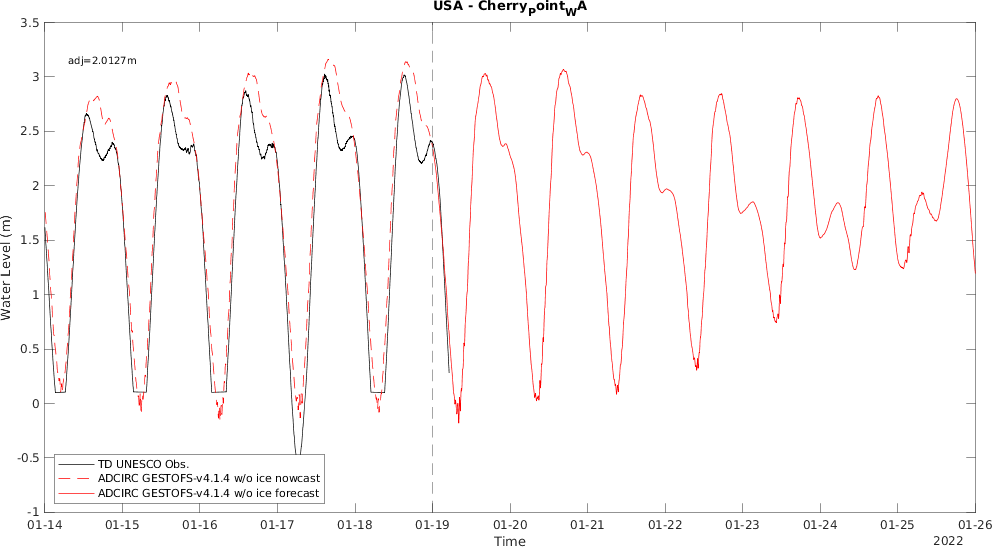 USA - Cherry_Point_WA
3.5
adj=2.0127m
3
2.5
2
1.5
1
0.5
0
-0.5
-1
Water Level (m)
TD UNESCO Obs.
ADCIRC GESTOFS-v4.1.4 w/o ice nowcast
ADCIRC GESTOFS-v4.1.4 w/o ice forecast
01-14 01-15 01-16 01-17 01-18 01-19 01-20 01-21 01-22 01-23 01-24 01-25 01-26
Time
2022